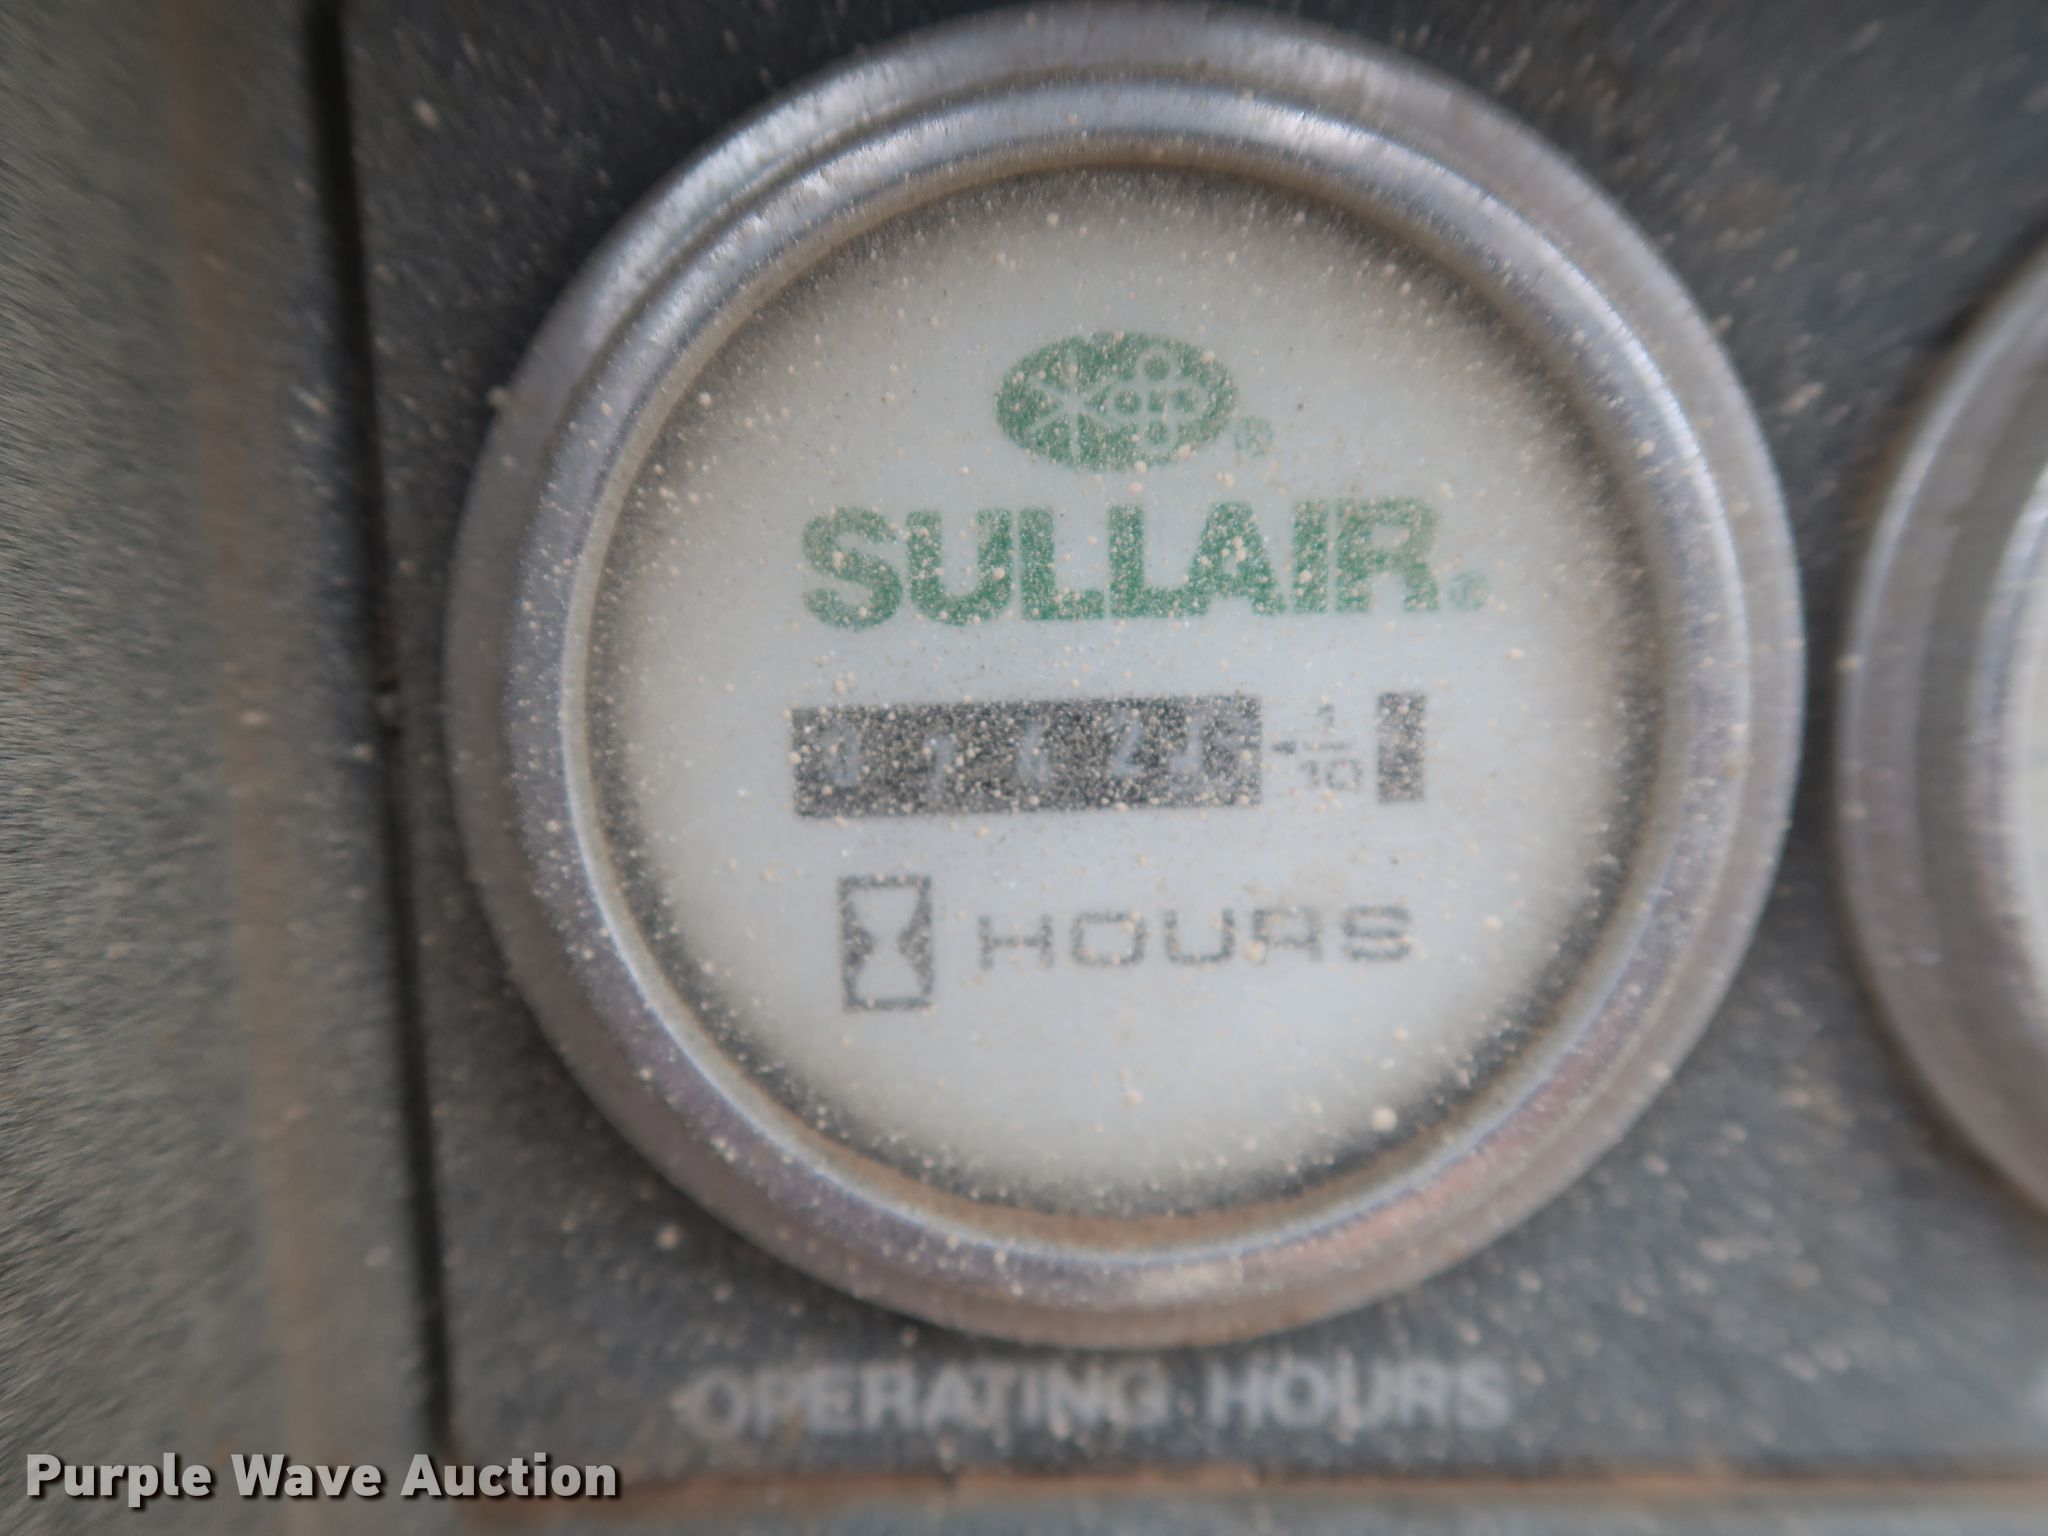 ®
SULLAIR®
1/10
HOURS
OPERATING HOURS
Purple Wave Auction